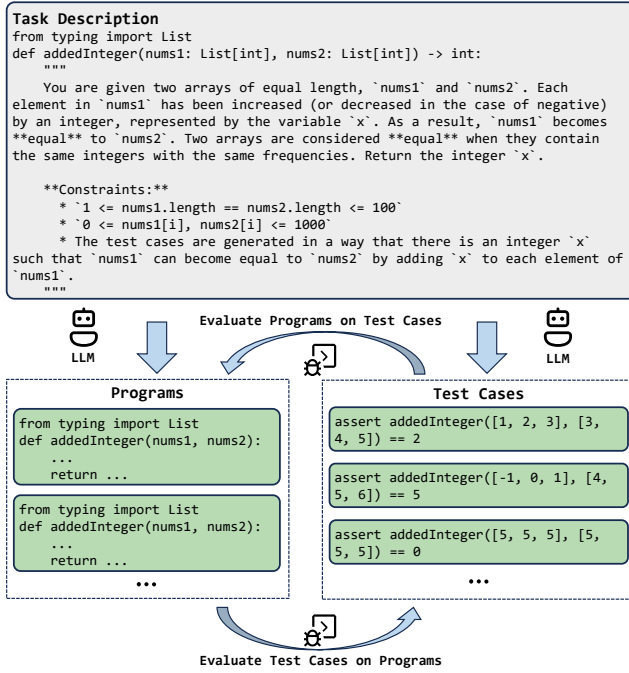 Task Description
from typing import List
def addedInteger(nums1: List[int], nums2: List[int]) -> int:
    """
    You are given two arrays of equal length, `nums1` and `nums2`. Each
element in `nums1` has been increased (or decreased in the case of negative)
by an integer, represented by the variable `x`. As a result, `nums1` becomes
**equal** to `nums2`. Two arrays are considered **equal** when they contain
the same integers with the same frequencies. Return the integer `x`.
    **Constraints:**
      * `1 <= nums1.length == nums2.length <= 100`
      * `0 <= nums1[i], nums2[i] <= 1000`
      * The test cases are generated in a way that there is an integer `x`
such that `nums1` can become equal to `nums2` by adding `x` to each element of
`nums1`.
    """
Evaluate Programs on Test Cases
LLM
LLM
Programs
from typing import List
def addedInteger(nums1, nums2):
    ...
    return ...
from typing import List
def addedInteger(nums1, nums2):
    ...
    return ...
...
Test Cases
assert addedInteger([1, 2, 3], [3,
4, 5]) == 2
assert addedInteger([-1, 0, 1], [4,
5, 6]) == 5
assert addedInteger([5, 5, 5], [5,
5, 5]) == 0
...
Evaluate Test Cases on Programs